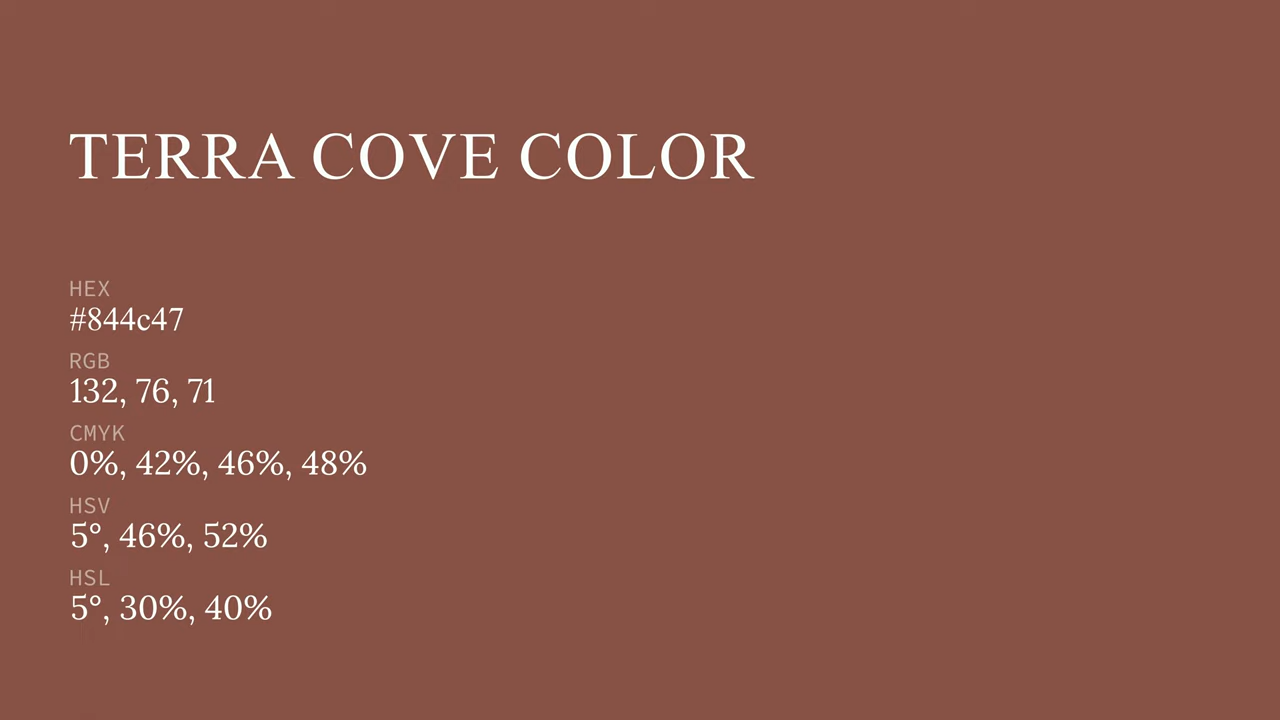 TERRA COVE COLOR
HEX
#844c47
RGB
132, 76, 71
CMYK
0%, 42%, 46%, 48%
HSV
5°, 46%, 52%
HSL
5°, 30%, 40%